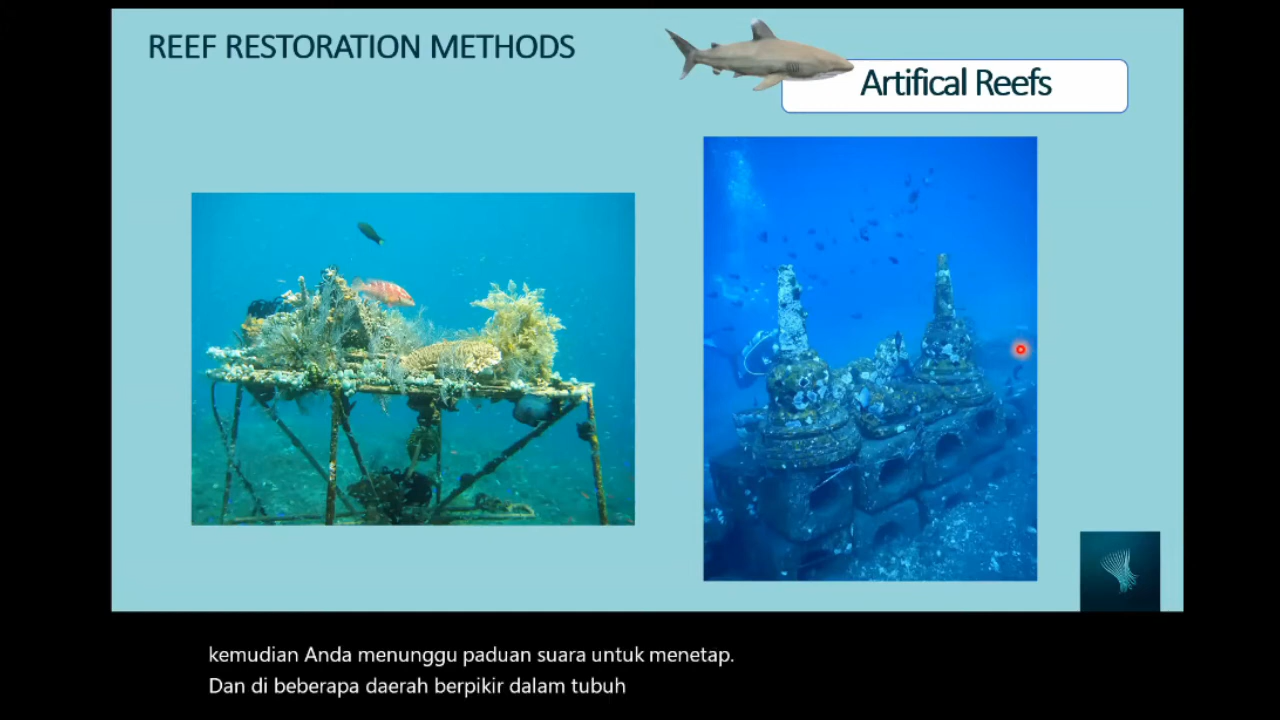 REEF RESTORATION METHODS
Artifical Reefs
kemudian Anda menunggu paduan suara untuk menetap.
Dan di beberapa daerah berpikir dalam tubuh